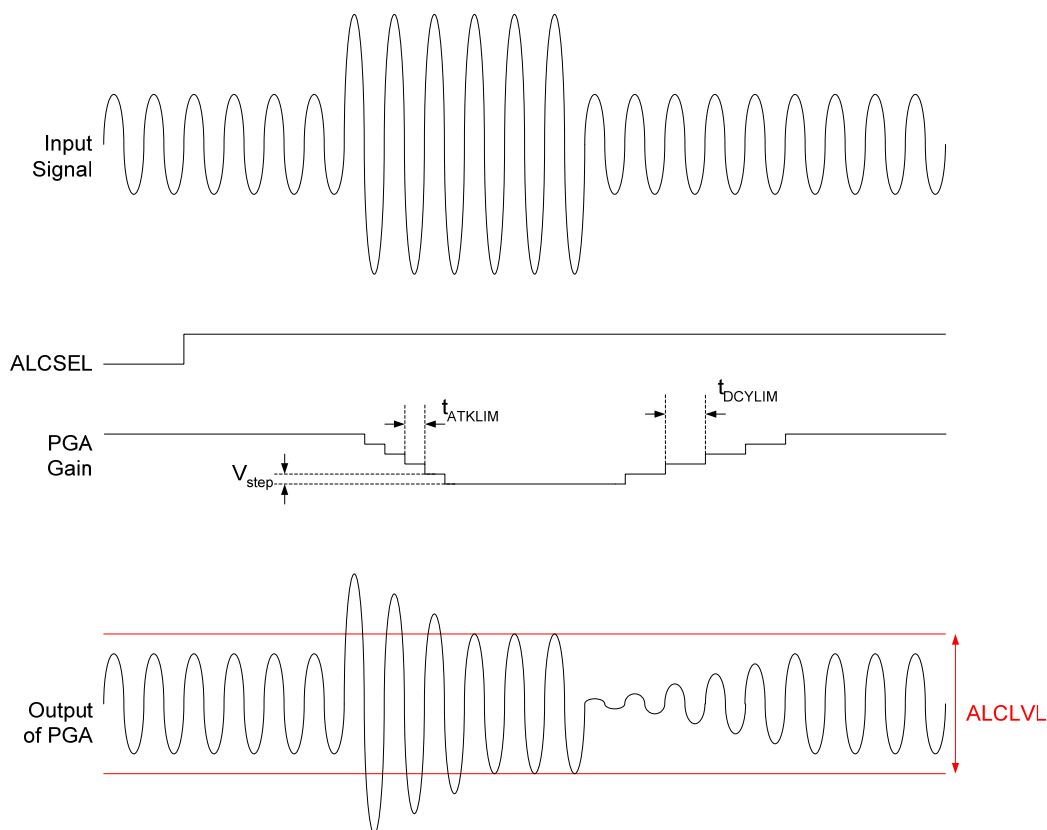 Input
Signal
ALCSEL
tATKLIM
tDCYLIM
PGA
Gain
Vstep
Output
of PGA
ALCLVL